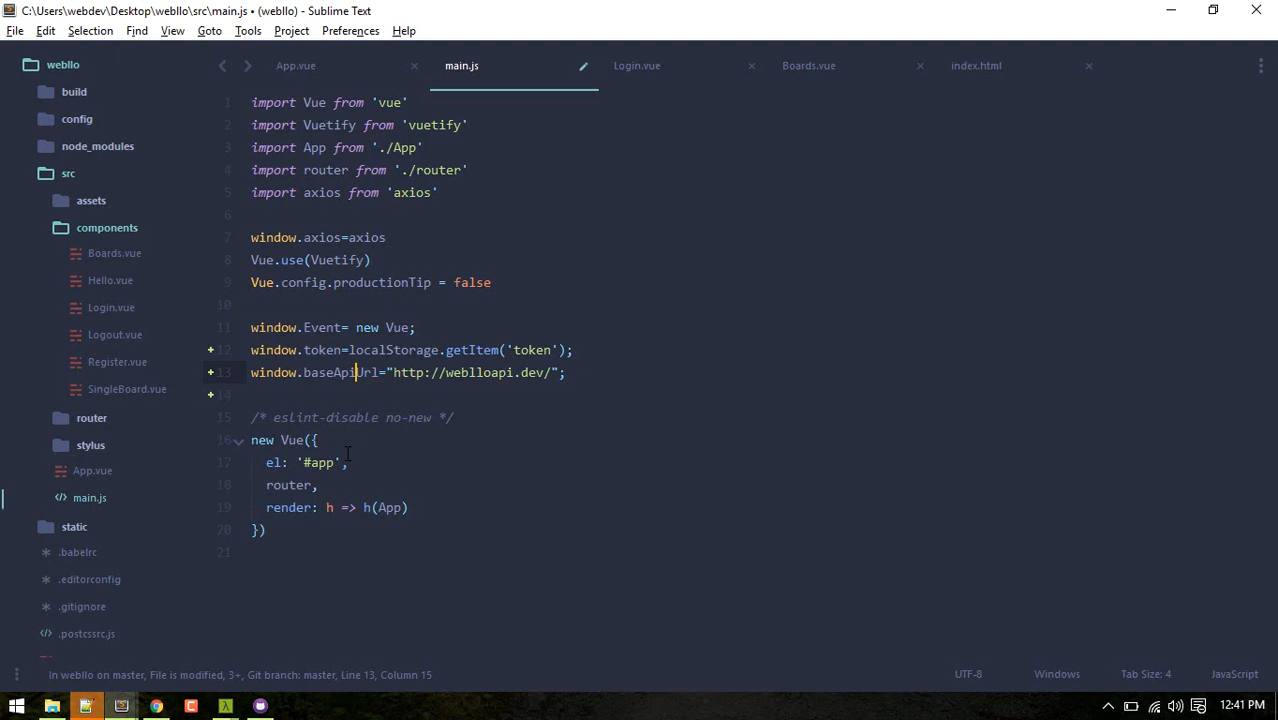 C:\Users\webdev\Desktop\webllo\src\main.js • (webllo) - Sublime Text
File Edit Selection Find View Goto Tools Project Preferences Help
webllo
build
config
node_modules
src
assets
components
Boards.vue
Hello.vue
Login.vue
Logout.vue
Register.vue
SingleBoard.vue
router
stylus
App.vue
main.js
static
.babelrc
.editorconfig
.gitignore
.postcssrc.js
App.vue × main.js Login.vue × Boards.vue × index.html ×
1 import Vue from 'vue'
2 import Vuetify from 'vuetify'
3 import App from './App'
4 import router from './router'
5 import axios from 'axios'
6
7 window.axios=axios
8 Vue.use(Vuetify)
9 Vue.config.productionTip = false
10
11 window.Event= new Vue;
12 window.token=localStorage.getItem('token');
13 window.baseApiUrl="http://weblloapi.dev/";
14
15 /* eslint-disable no-new */
16 new Vue({
17 el: '#app',
18 router,
19 render: h => h(App)
20 })
21
In webllo on master, File is modified, 3+, Git branch: master, Line 13, Column 15 UTF-8 Windows Tab Size: 4 JavaScript
12:41 PM